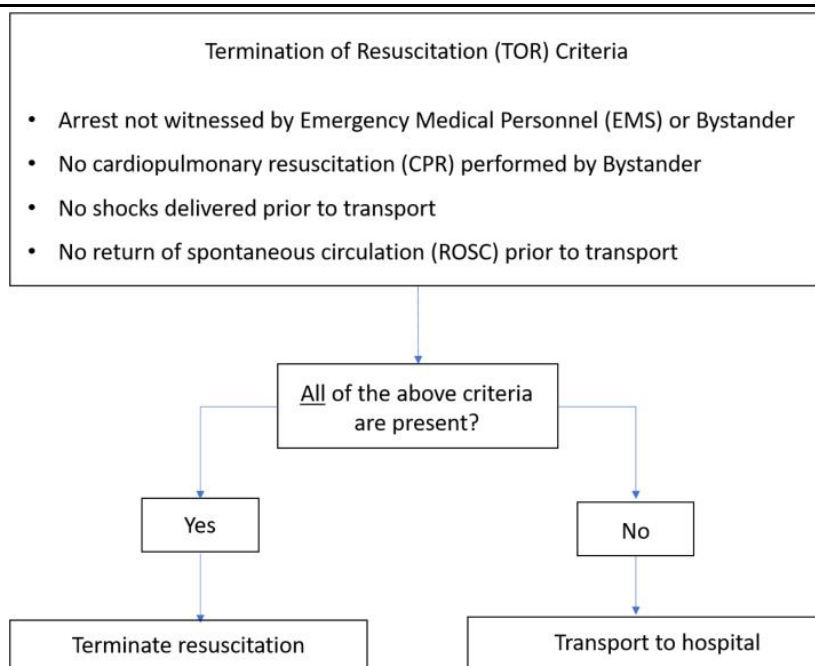 Termination of Resuscitation (TOR) Criteria
• Arrest not witnessed by Emergency Medical Personnel (EMS) or Bystander
• No cardiopulmonary resuscitation (CPR) performed by Bystander
• No shocks delivered prior to transport
• No return of spontaneous circulation (ROSC) prior to transport
All of the above criteria
are present?
Yes
No
Terminate resuscitation
Transport to hospital